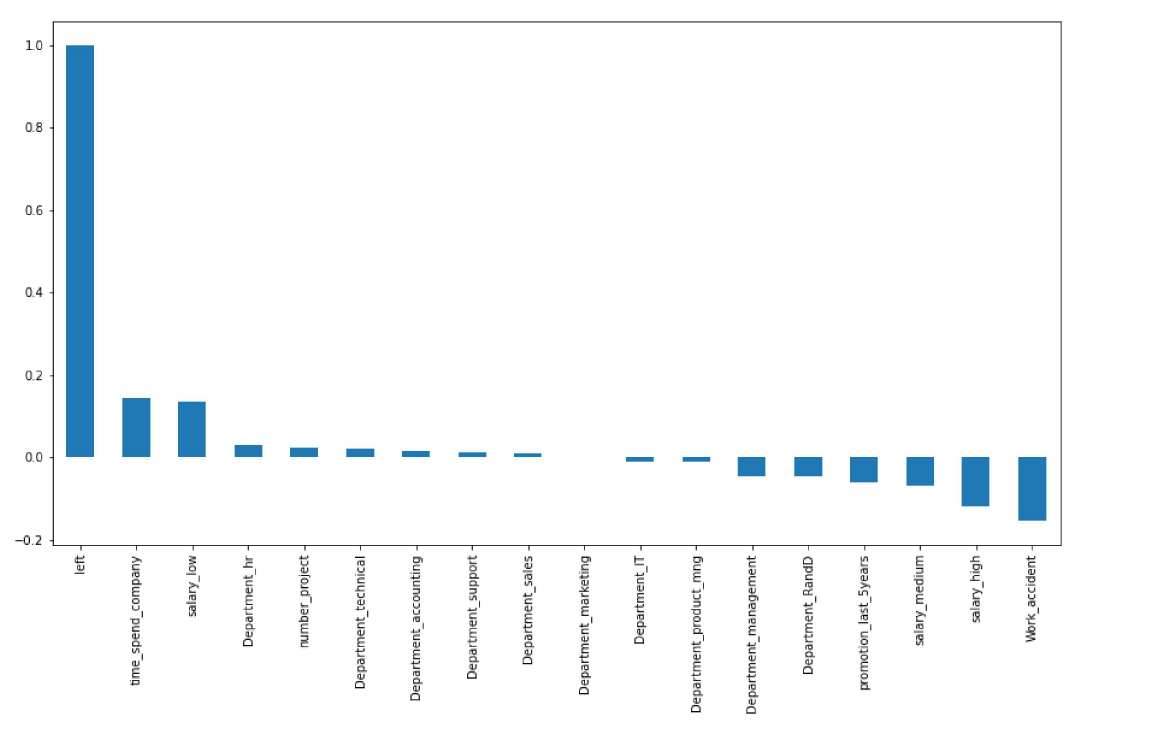 1.0
0.8
0.6
0.4
0.2
0.0
−0.2
left
time_spend_company
salary_low
Department_hr
number_project
Department_technical
Department_accounting
Department_support
Department_sales
Department_marketing
Department_IT
Department_product_mng
Department_management
Department_RandD
promotion_last_5years
salary_medium
salary_high
Work_accident